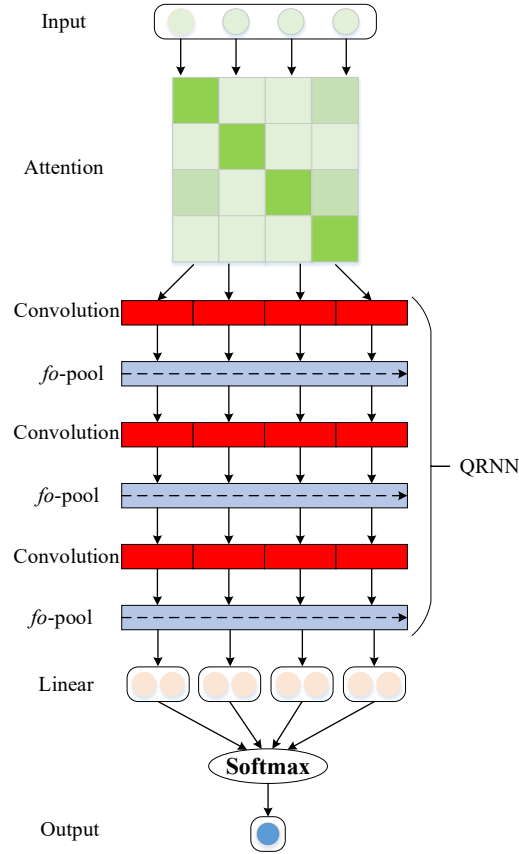 Input
Attention
Convolution
fo-pool
Convolution
fo-pool
QRNN
Convolution
fo-pool
Linear
Softmax
Output